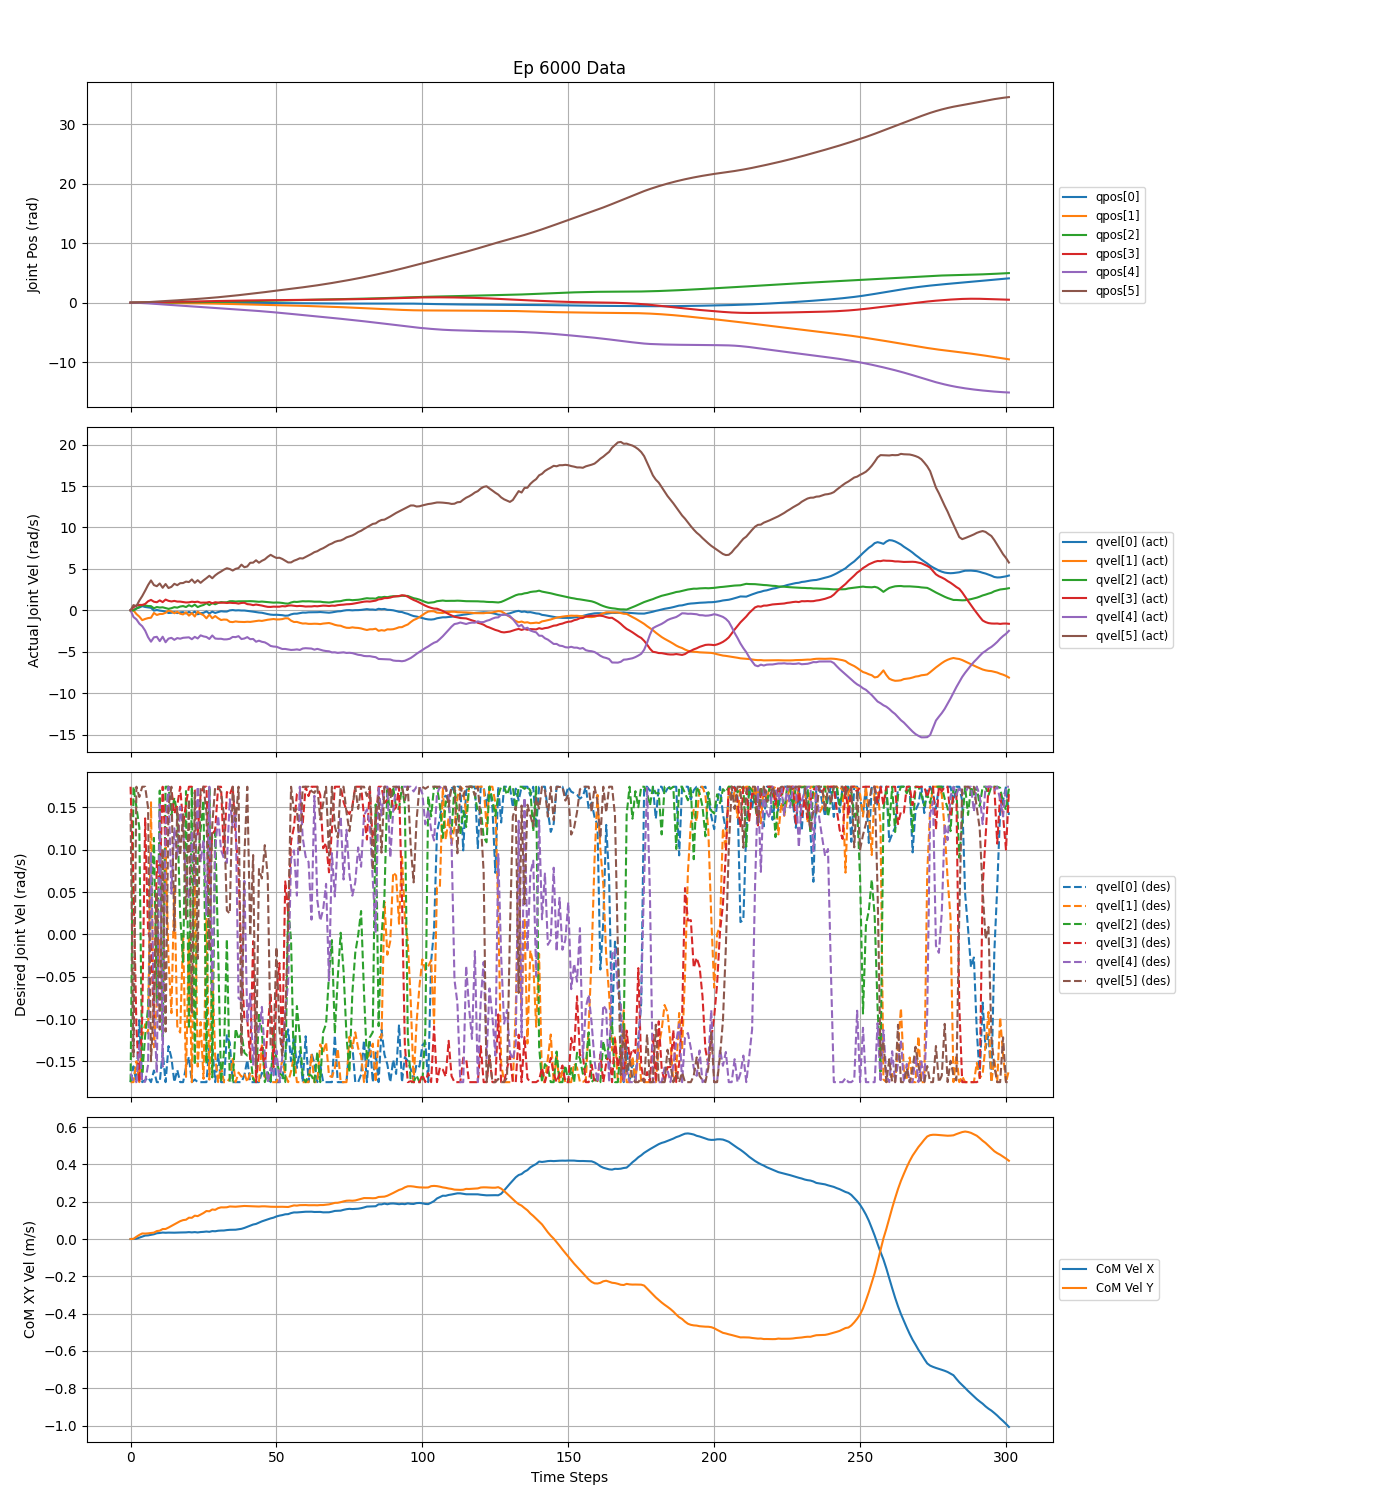 Ep 6000 Data
Joint Pos (rad)
30
20
10
0
−10
qpos[0]
qpos[1]
qpos[2]
qpos[3]
qpos[4]
qpos[5]
Actual Joint Vel (rad/s)
20
15
10
5
0
−5
−10
−15
qvel[0] (act)
qvel[1] (act)
qvel[2] (act)
qvel[3] (act)
qvel[4] (act)
qvel[5] (act)
Desired Joint Vel (rad/s)
0.15
0.10
0.05
0.00
−0.05
−0.10
−0.15
qvel[0] (des)
qvel[1] (des)
qvel[2] (des)
qvel[3] (des)
qvel[4] (des)
qvel[5] (des)
CoM XY Vel (m/s)
0.6
0.4
0.2
0.0
−0.2
−0.4
−0.6
−0.8
−1.0
CoM Vel X
CoM Vel Y
0 50 100 150 200 250 300
Time Steps